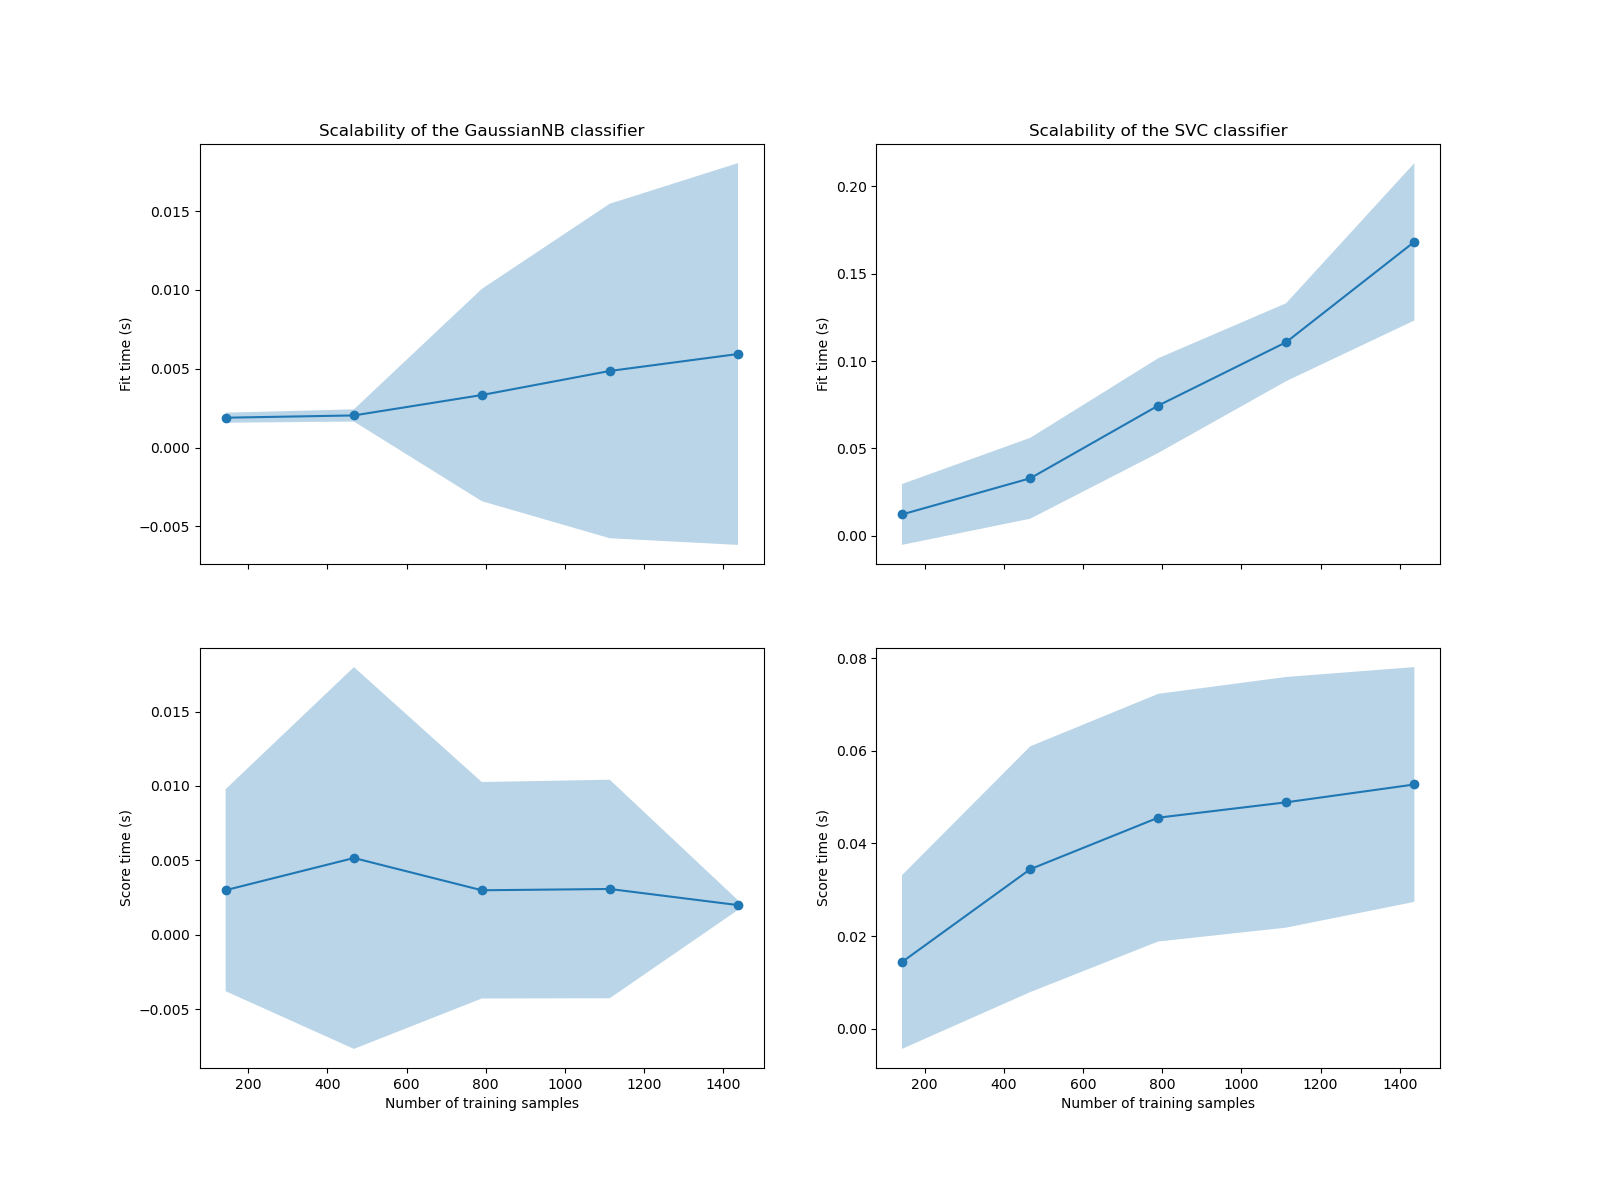 Scalability of the GaussianNB classifier
Fit time (s)
0.015
0.010
0.005
0.000
−0.005
Scalability of the SVC classifier
Fit time (s)
0.20
0.15
0.10
0.05
0.00
Score time (s)
0.015
0.010
0.005
0.000
−0.005
200 400 600 800 1000 1200 1400
Number of training samples
Score time (s)
0.08
0.06
0.04
0.02
0.00
200 400 600 800 1000 1200 1400
Number of training samples